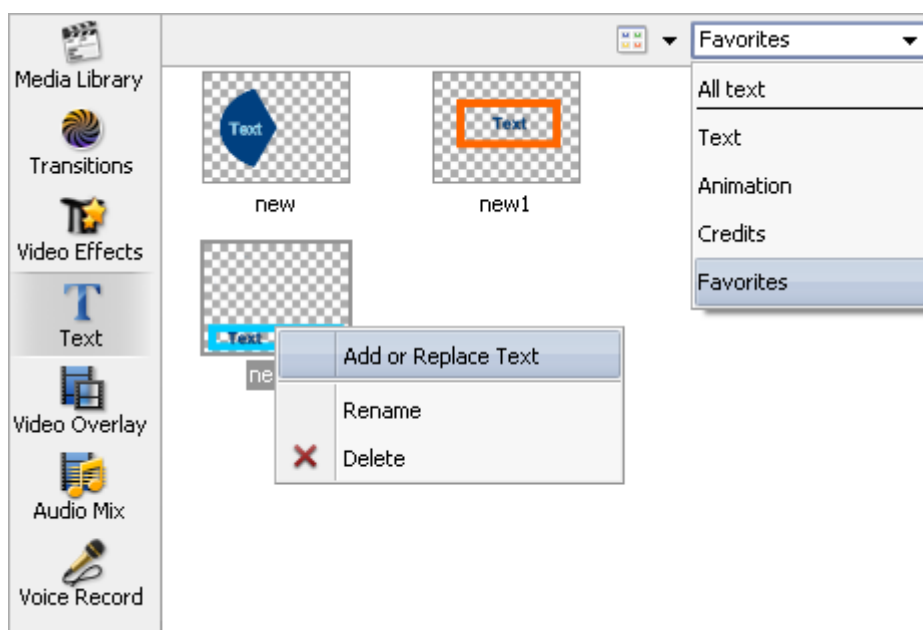 Media Library
Transitions
Video Effects
Text
Video Overlay
Audio Mix
Voice Record
Favorites
All text
Text
Animation
Credits
Favorites
Text
new
Text
new1
Text
ne
Add or Replace Text
Rename
Delete